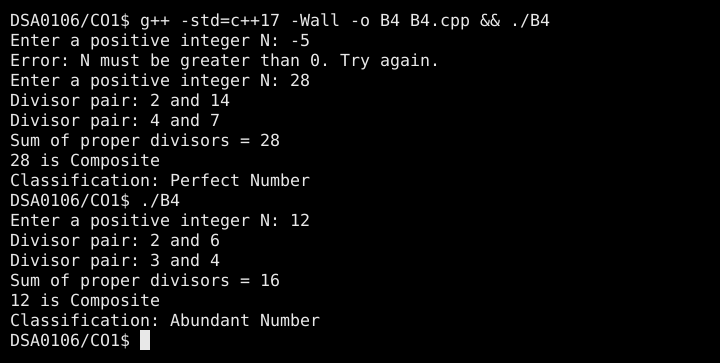 DSA0106/CO1$ g++ -std=c++17 -Wall -o B4 B4.cpp && ./B4
Enter a positive integer N: -5
Error: N must be greater than 0. Try again.
Enter a positive integer N: 28
Divisor pair: 2 and 14
Divisor pair: 4 and 7
Sum of proper divisors = 28
28 is Composite
Classification: Perfect Number
DSA0106/CO1$ ./B4
Enter a positive integer N: 12
Divisor pair: 2 and 6
Divisor pair: 3 and 4
Sum of proper divisors = 16
12 is Composite
Classification: Abundant Number
DSA0106/CO1$